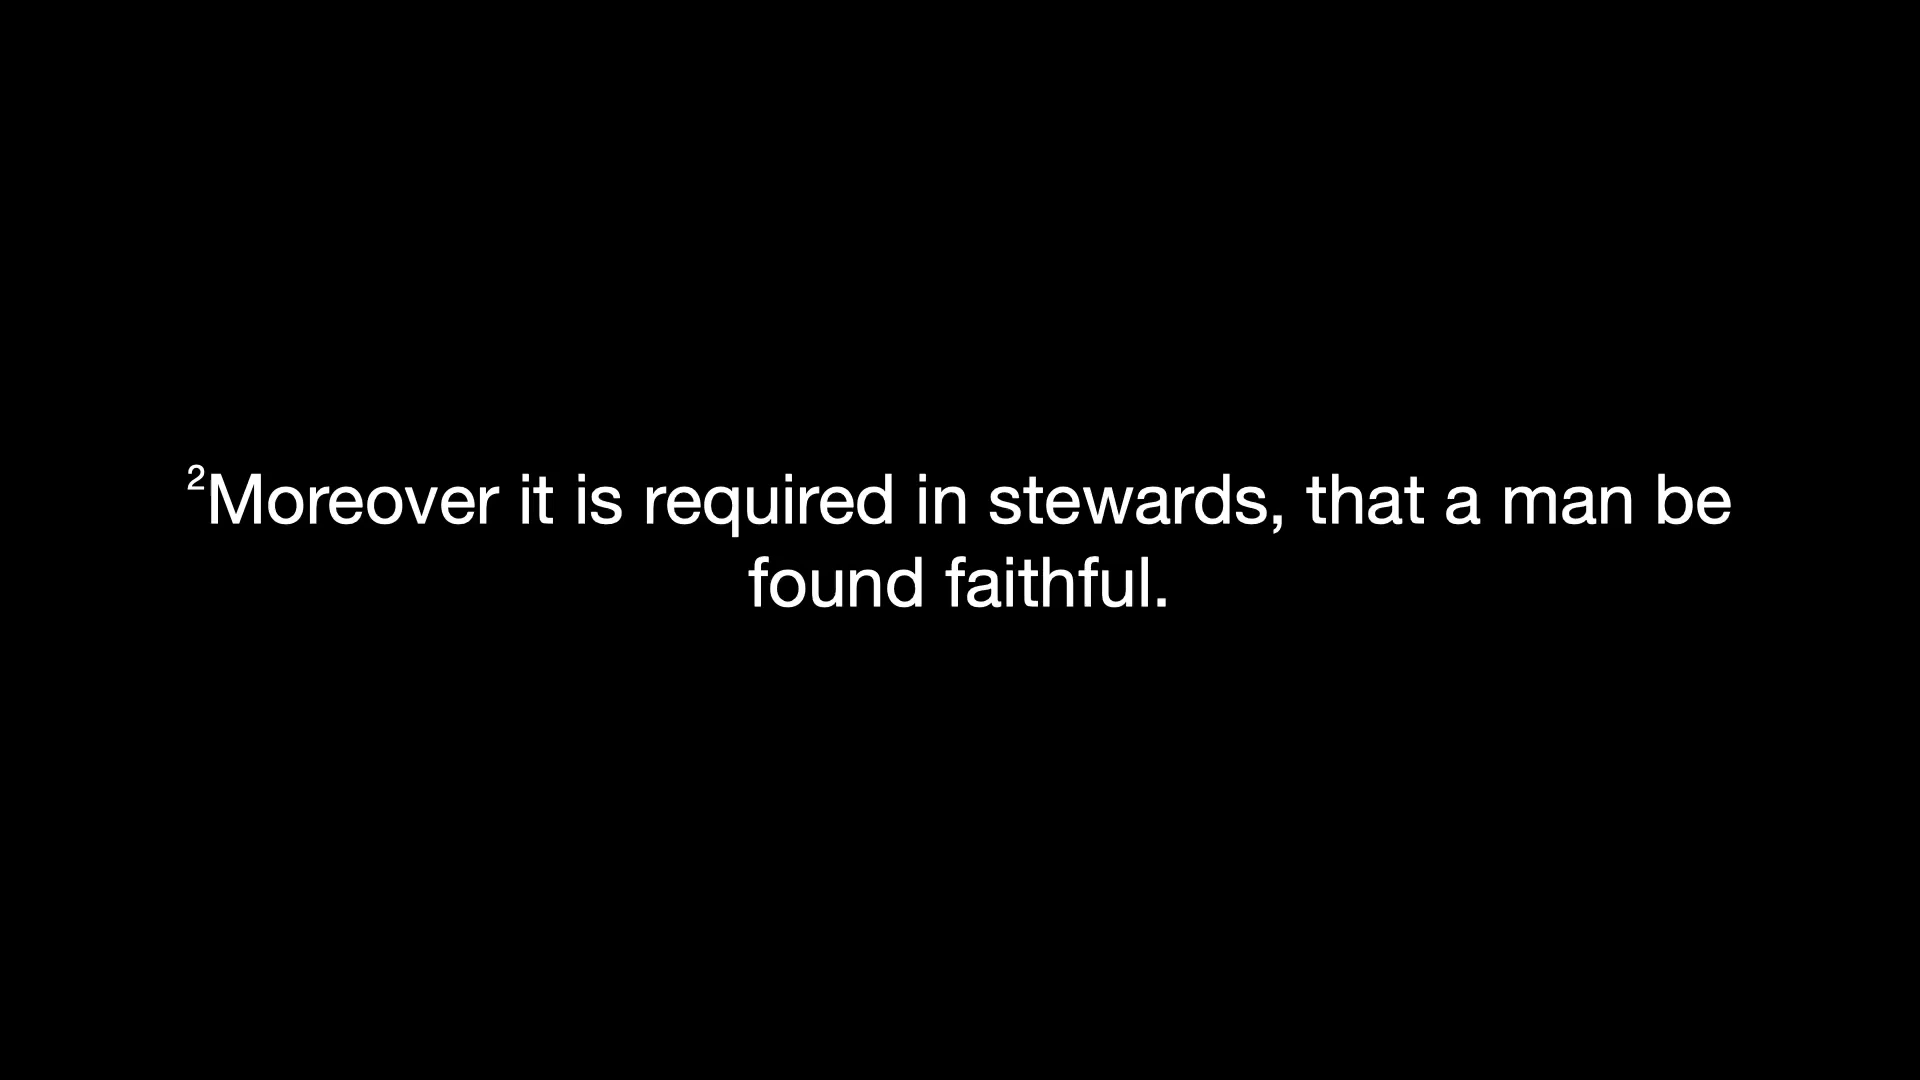 ²Moreover it is required in stewards, that a man be
found faithful.